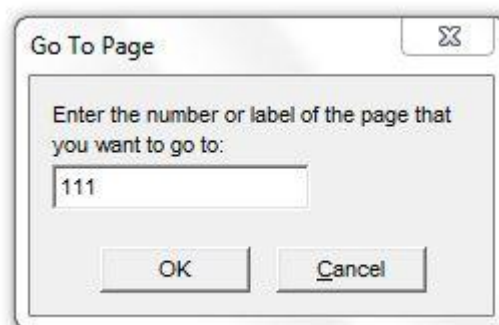 Go To Page
Enter the number or label of the page that
you want to go to:
111
OK Cancel